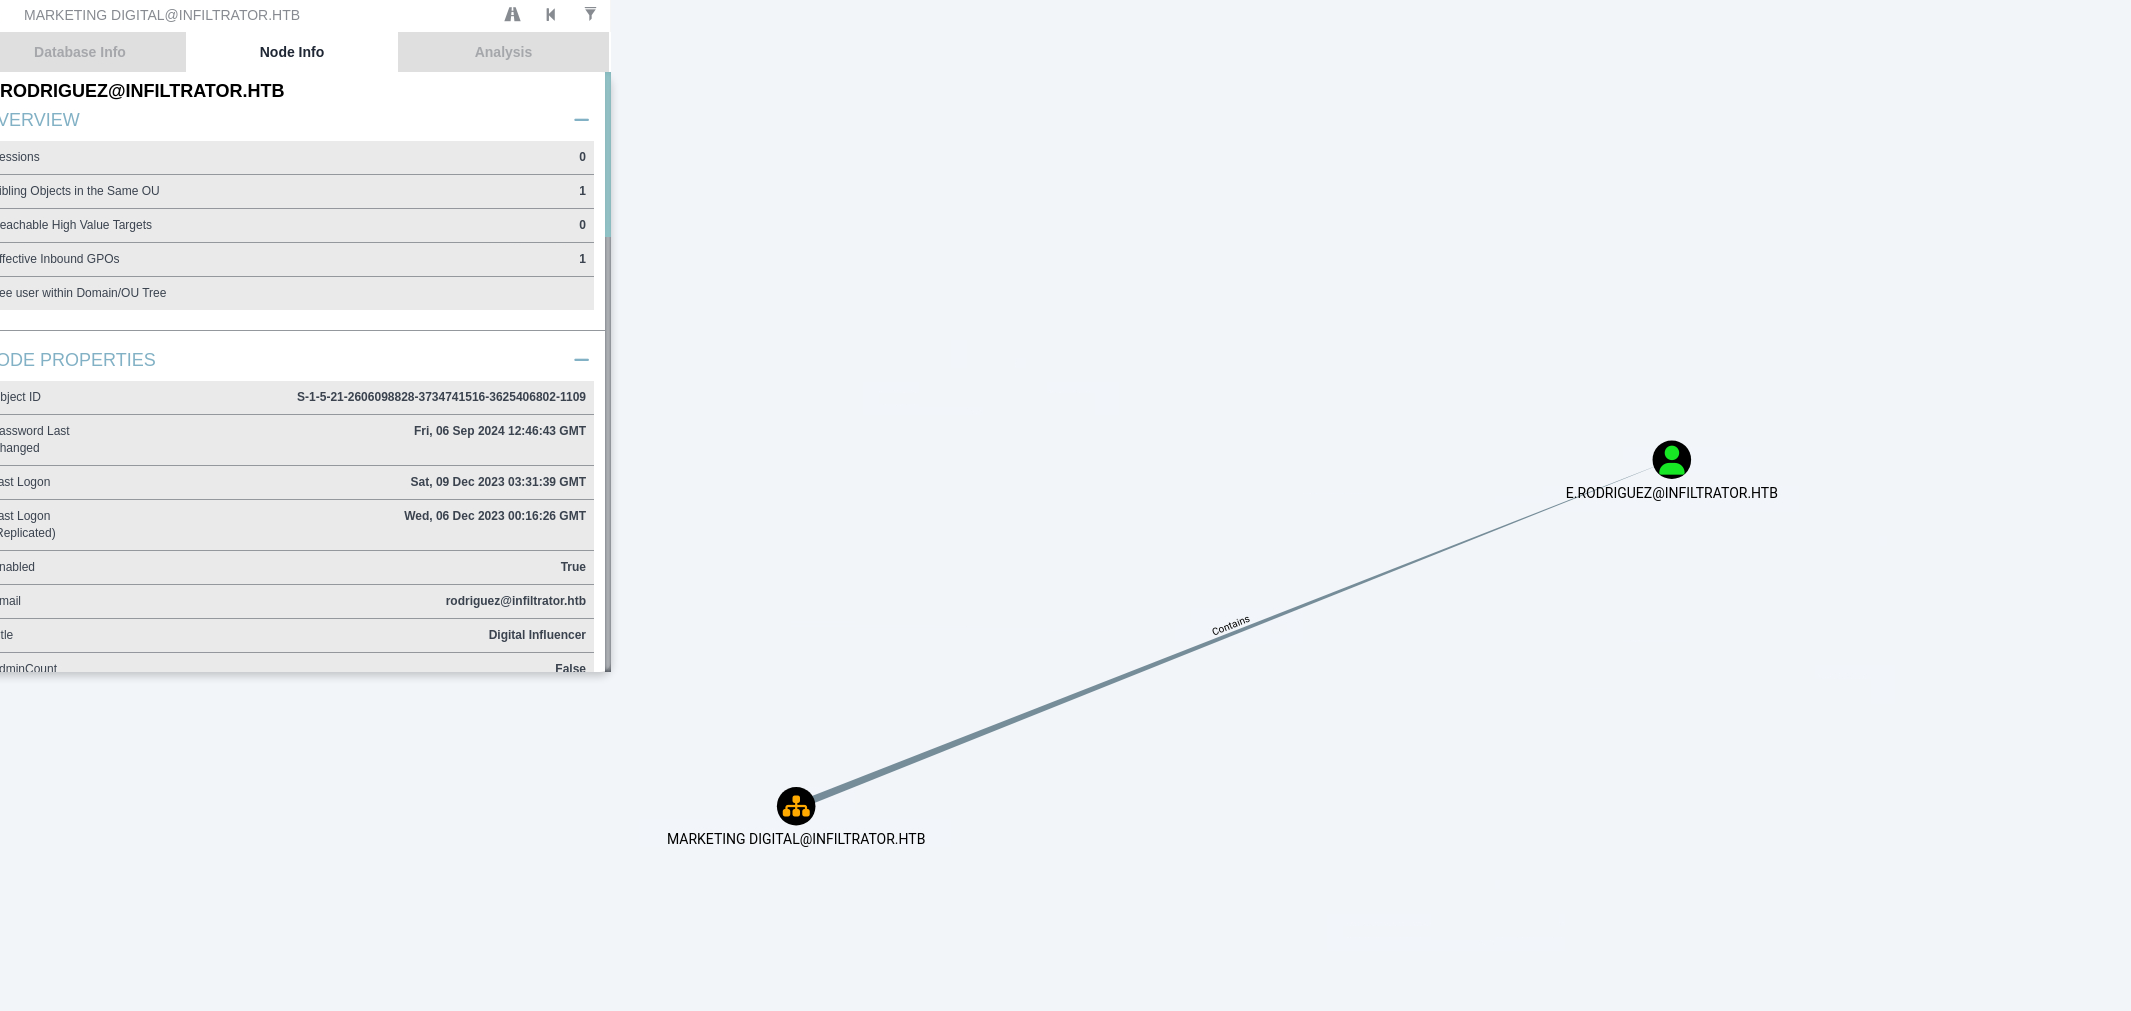 MARKETING DIGITAL@INFILTRATOR.HTB
Database Info Node Info Analysis
RODRIGUEZ@INFILTRATOR.HTB
VERVIEW
essions 0
ibling Objects in the Same OU 1
eachable High Value Targets 0
ffective Inbound GPOs 1
ee user within Domain/OU Tree
ODE PROPERTIES
bject ID S-1-5-21-2606098828-3734741516-3625406802-1109
assword Last Fri, 06 Sep 2024 12:46:43 GMT
hanged
ast Logon Sat, 09 Dec 2023 03:31:39 GMT
ast Logon Wed, 06 Dec 2023 00:16:26 GMT
Replicated)
nabled True
mail rodriguez@infiltrator.htb
tle Digital Influencer
dminCount False
E.RODRIGUEZ@INFILTRATOR.HTB
Contains
MARKETING DIGITAL@INFILTRATOR.HTB